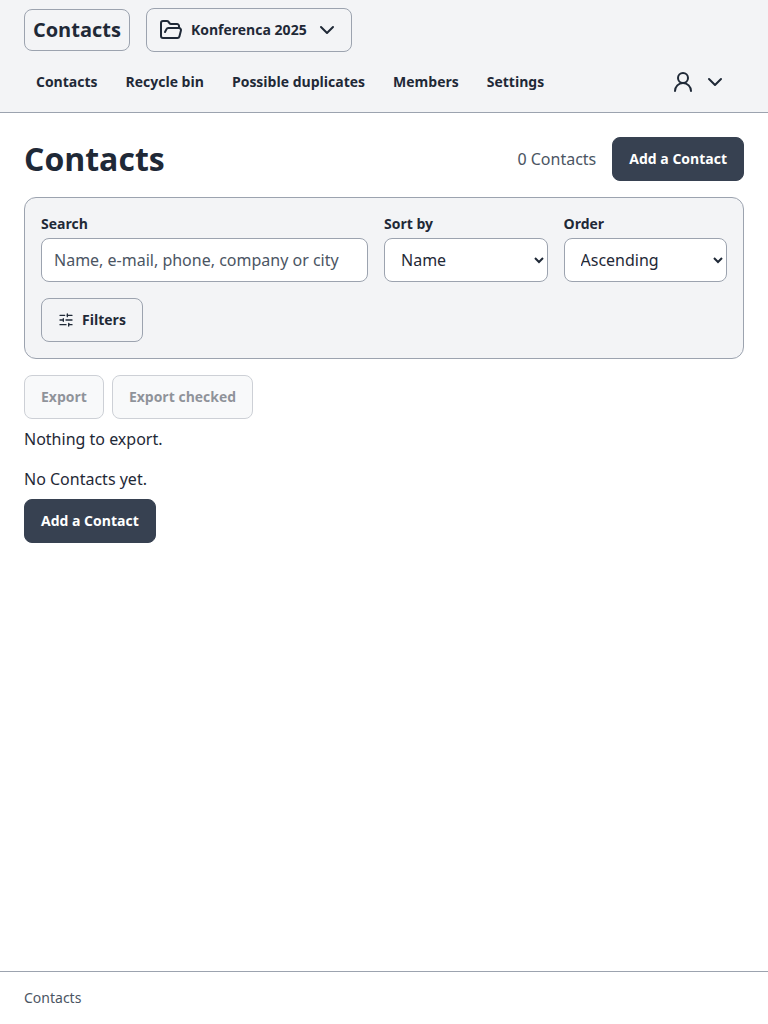 Contacts
Konferenca 2025
Contacts Recycle bin Possible duplicates Members Settings
Contacts
0 Contacts
Add a Contact
Search
Sort by
Order
Name, e-mail, phone, company or city
Name
Ascending
Filters
Export
Export checked
Nothing to export.
No Contacts yet.
Add a Contact
Contacts